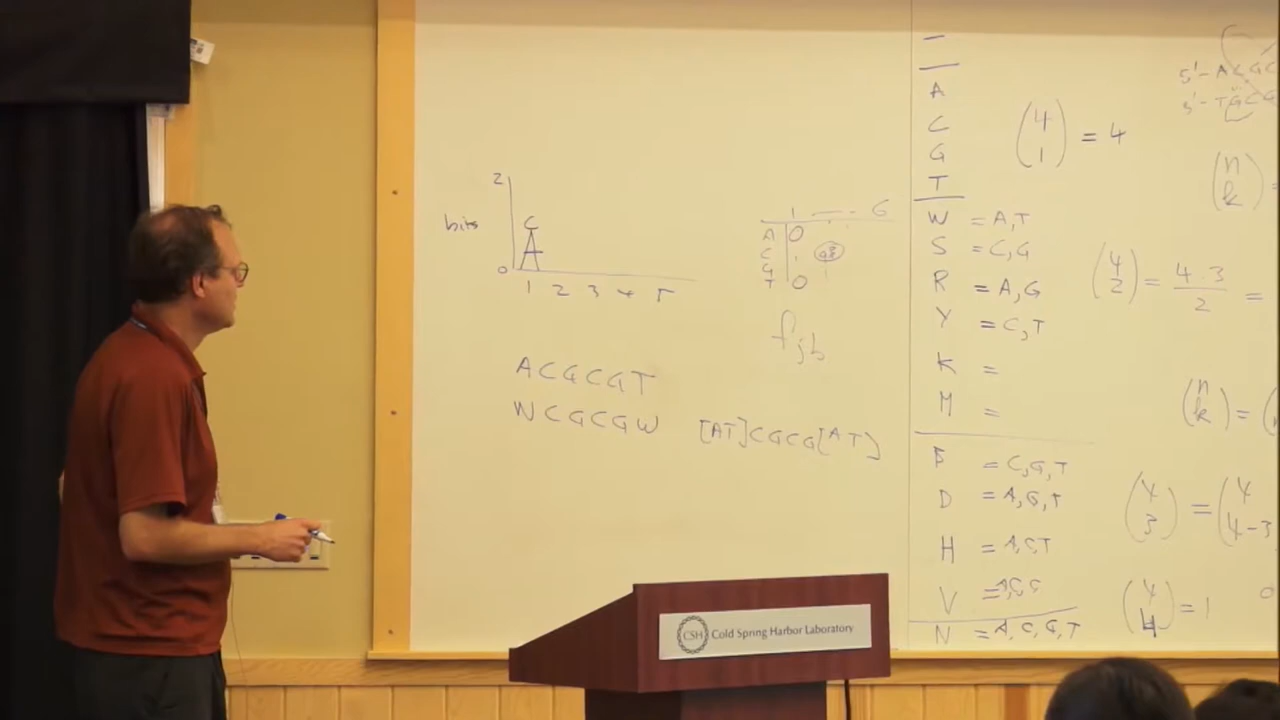 2
bits
C
A
0
1 2 3 4 5
ACGCGT
WCGCGW [AT]CGCG[AT]
1 --- 6
A 0
C 1
G
T 0
fjb
CSH Cold Spring Harbor Laboratory
—
A
C
G
T
(4 1) = 4
W = A,T
S = C,G
R = A,G
Y = C,T
(4 2) = 4·3 / 2 =
K =
M =
B = C,G,T
D = A,G,T
H = A,C,T
V =
N = A,C,G,T
(4 3) = (4 4-3
(4 4) = 1
(n k) =
(n k) = (
5'-
3'-